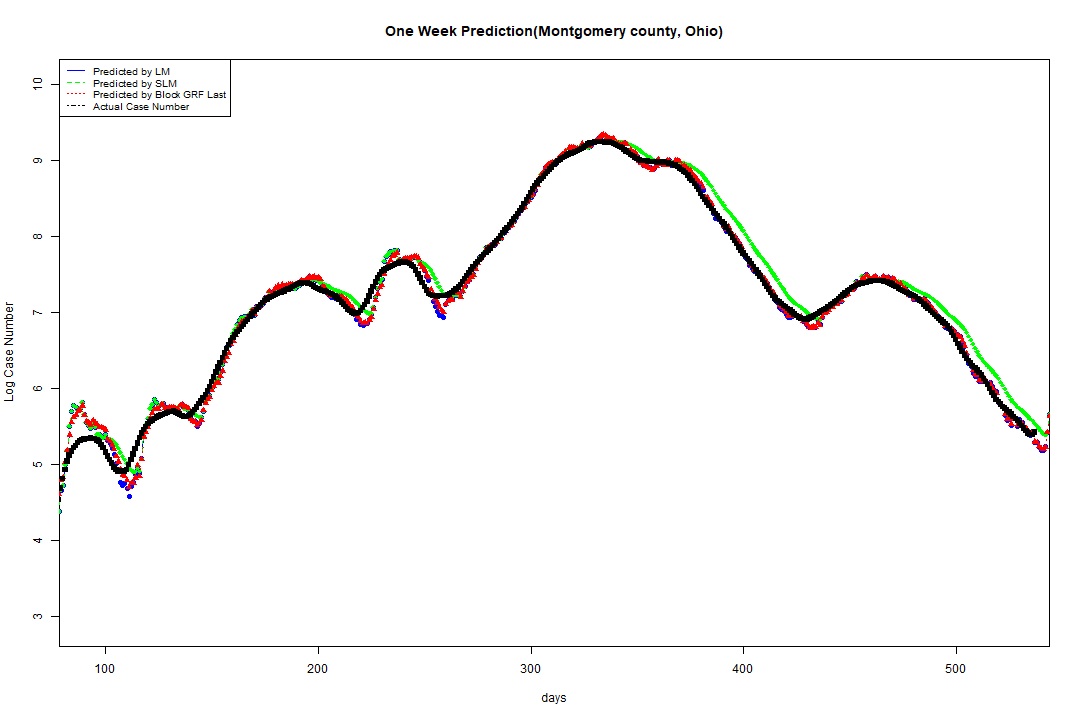 One Week Prediction(Montgomery county, Ohio)
Predicted by LM
Predicted by SLM
Predicted by Block GRF Last
Actual Case Number
10
9
8
7
6
5
4
3
Log Case Number
100 200 300 400 500
days